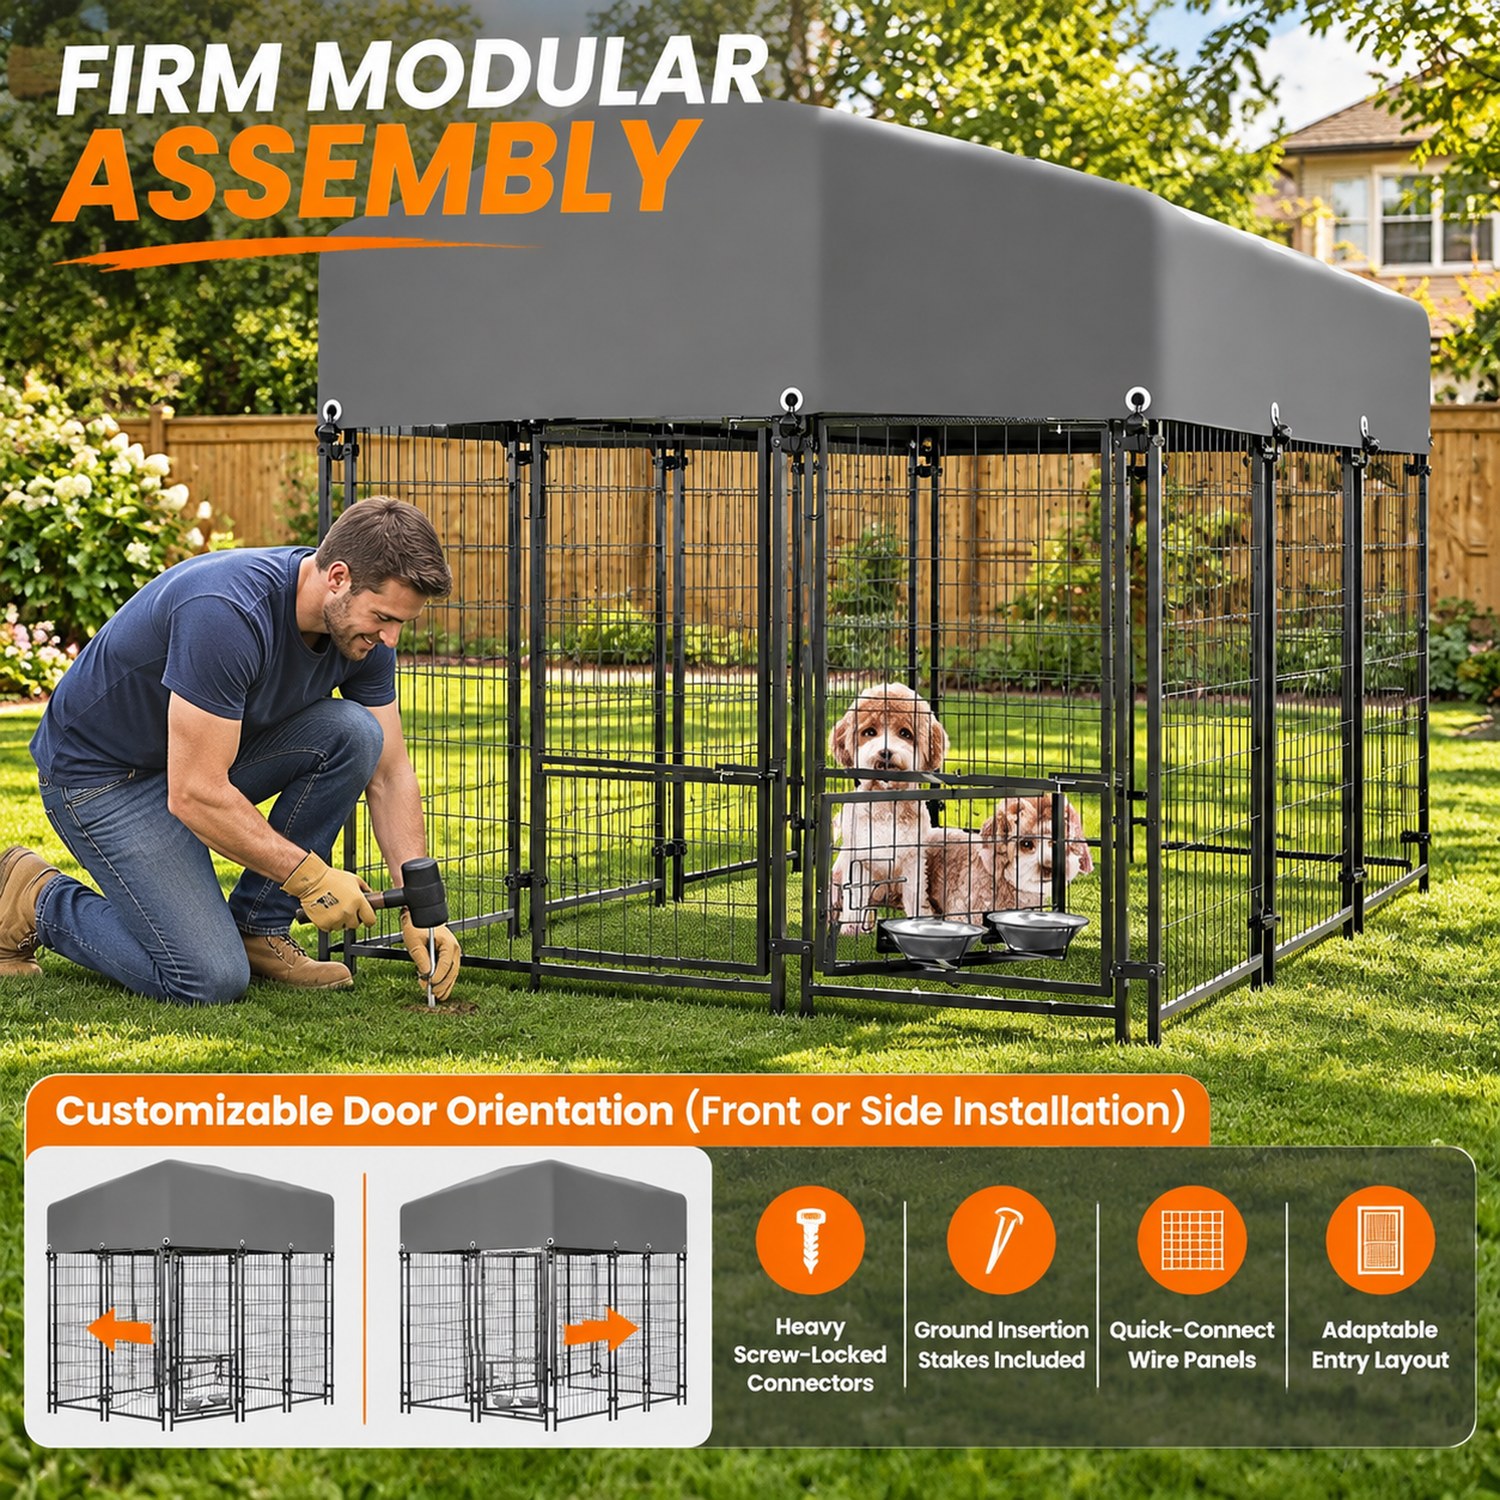 FIRM MODULAR
ASSEMBLY
Customizable Door Orientation (Front or Side Installation)
Heavy
Screw-Locked
Connectors
Ground Insertion
Stakes Included
Quick-Connect
Wire Panels
Adaptable
Entry Layout